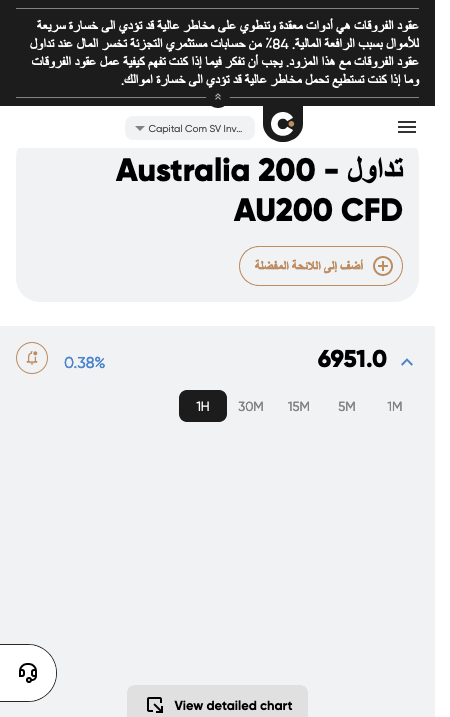 عقود الفروقات هي أدوات معقدة وتنطوي على مخاطر عالية قد تؤدي الى خسارة سريعة
للأموال بسبب الرافعة المالية. 84٪ من حسابات مستثمري التجزئة تخسر المال عند تداول
عقود الفروقات مع هذا المزود. يجب أن تفكر فيما إذا كنت تفهم كيفية عمل عقود الفروقات
وما إذا كنت تستطيع تحمل مخاطر عالية قد تؤدي الى خسارة اموالك.
Capital Com SV Inv...
تداول - Australia 200
AU200 CFD
أضف إلى اللائحة المفضلة
6951.0
0.38%
1H 30M 15M 5M 1M
View detailed chart